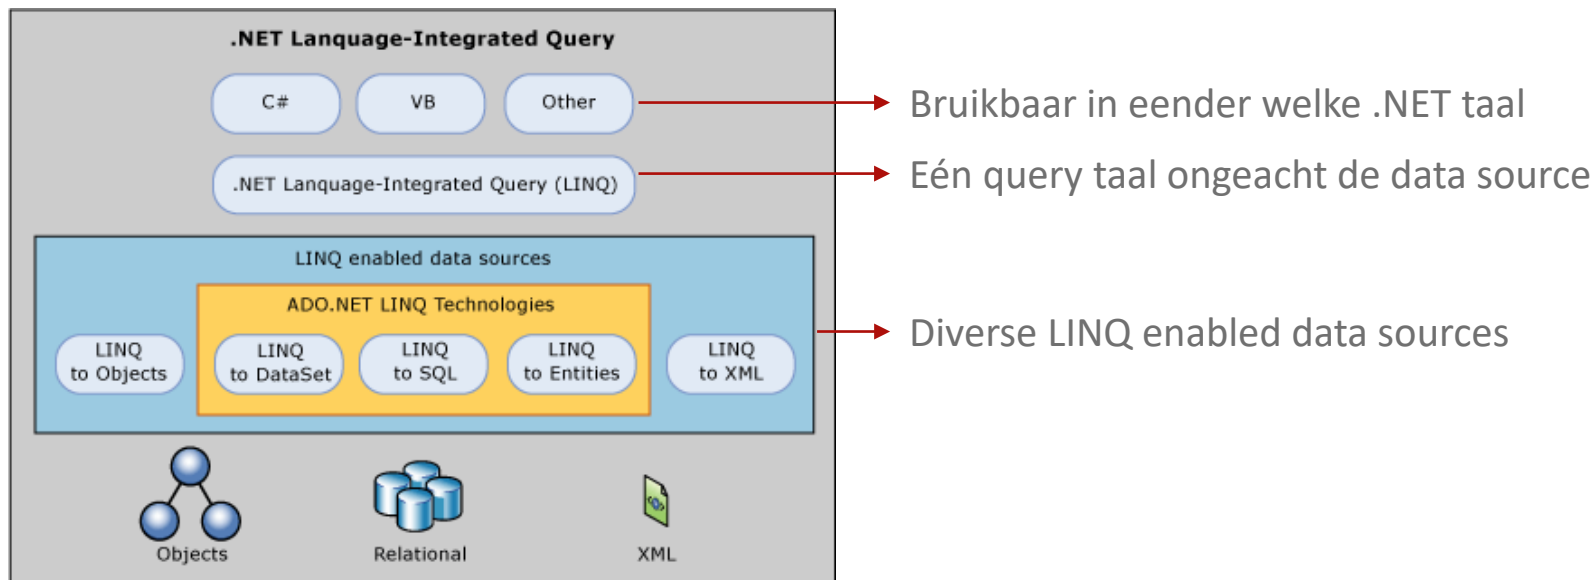 .NET Lanquage-Integrated Query
C# VB Other
Bruikbaar in eender welke .NET taal
.NET Lanquage-Integrated Query (LINQ)
Eén query taal ongeacht de data source
LINQ enabled data sources
ADO.NET LINQ Technologies
Diverse LINQ enabled data sources
LINQ
to Objects
LINQ
to DataSet
LINQ
to SQL
LINQ
to Entities
LINQ
to XML
Objects
Relational
XML